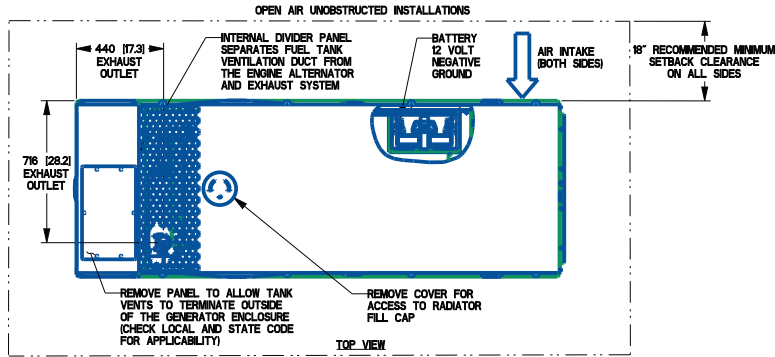 OPEN AIR UNOBSTRUCTED INSTALLATIONS
440 [17.3]
EXHAUST
OUTLET
INTERNAL DIVIDER PANEL
SEPARATES FUEL TANK
VENTILATION DUCT FROM
THE ENGINE ALTERNATOR
AND EXHAUST SYSTEM
BATTERY
12 VOLT
NEGATIVE
GROUND
AIR INTAKE
(BOTH SIDES)
18" RECOMMENDED MINIMUM
SETBACK CLEARANCE
ON ALL SIDES
716 [28.2]
EXHAUST
OUTLET
REMOVE PANEL TO ALLOW TANK
VENTS TO TERMINATE OUTSIDE
OF THE GENERATOR ENCLOSURE
(CHECK LOCAL AND STATE CODE
FOR APPLICABILITY)
REMOVE COVER FOR
ACCESS TO RADIATOR
FILL CAP
TOP VIEW